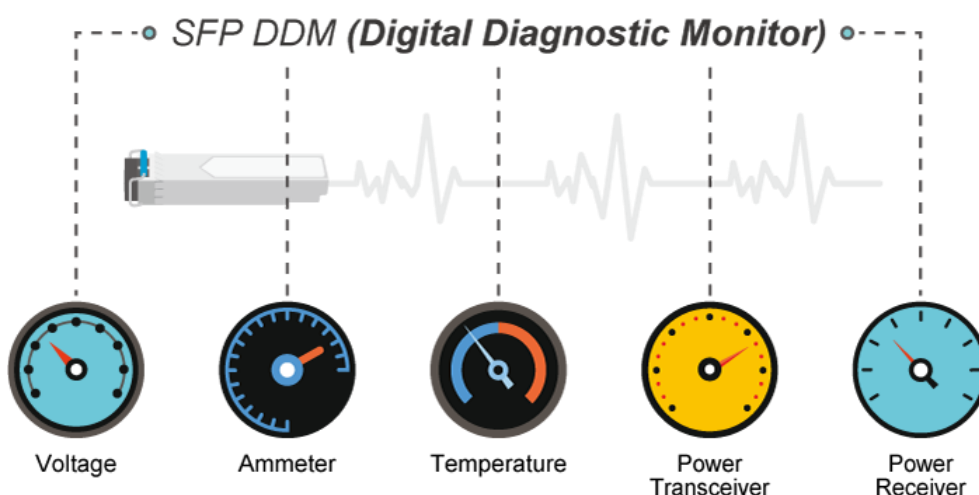 SFP DDM (Digital Diagnostic Monitor)
Voltage
Ammeter
Temperature
Power
Transceiver
Power
Receiver